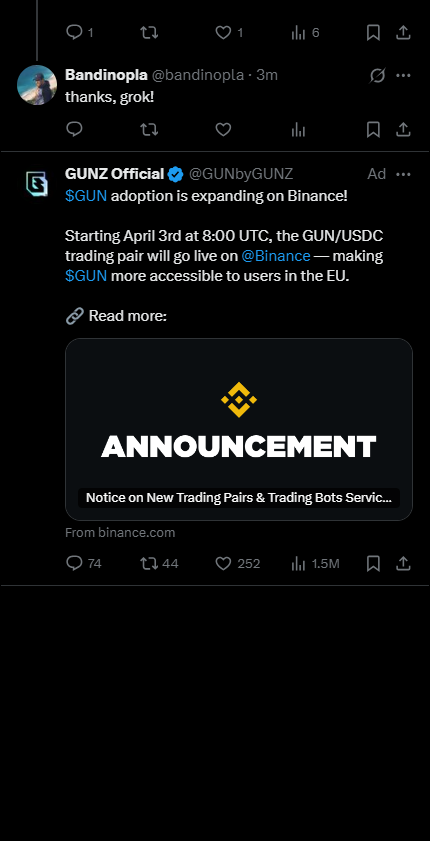 1 1 6
Bandinopla @bandinopla · 3m
thanks, grok!
GUNZ Official @GUNbyGUNZ Ad
$GUN adoption is expanding on Binance!
Starting April 3rd at 8:00 UTC, the GUN/USDC
trading pair will go live on @Binance — making
$GUN more accessible to users in the EU.
🔗 Read more:
ANNOUNCEMENT
Notice on New Trading Pairs & Trading Bots Servic...
From binance.com
74 44 252 1.5M